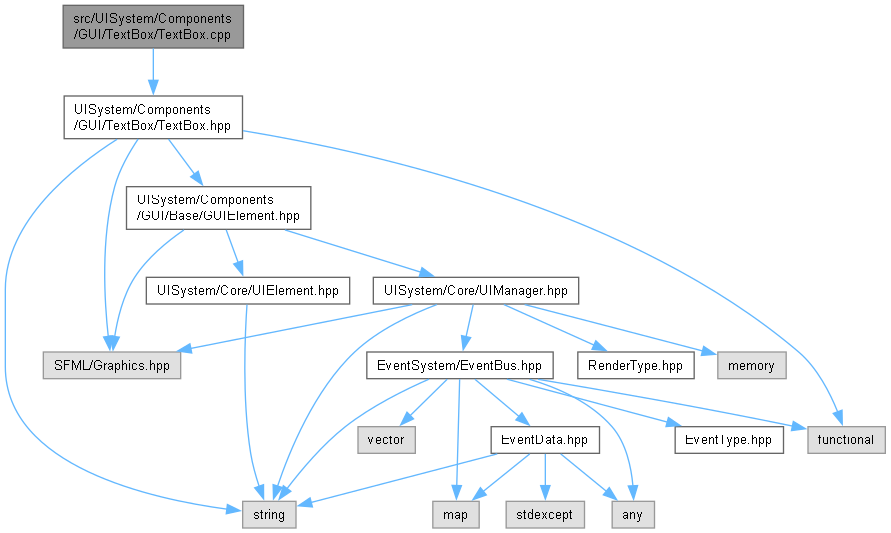 src/UISystem/Components
/GUI/TextBox/TextBox.cpp
UISystem/Components
/GUI/TextBox/TextBox.hpp
UISystem/Components
/GUI/Base/GUIElement.hpp
UISystem/Core/UIElement.hpp
UISystem/Core/UIManager.hpp
SFML/Graphics.hpp
EventSystem/EventBus.hpp
RenderType.hpp
memory
vector
EventData.hpp
EventType.hpp
functional
string
map
stdexcept
any